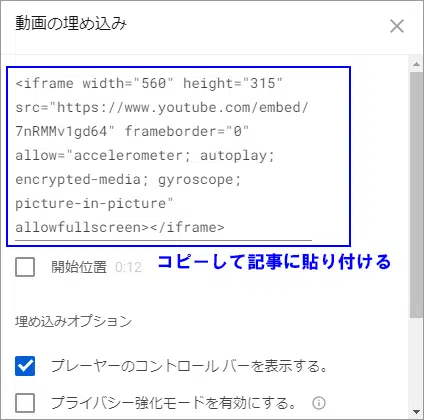 動画の埋め込み
<iframe width="560" height="315"
src="https://www.youtube.com/embed/
7nRMMv1gd64" frameborder="0"
allow="accelerometer; autoplay;
encrypted-media; gyroscope;
picture-in-picture"
allowfullscreen></iframe>
開始位置 0:12 コピーして記事に貼り付ける
埋め込みオプション
プレーヤーのコントロール バーを表示する。
プライバシー強化モードを有効にする。